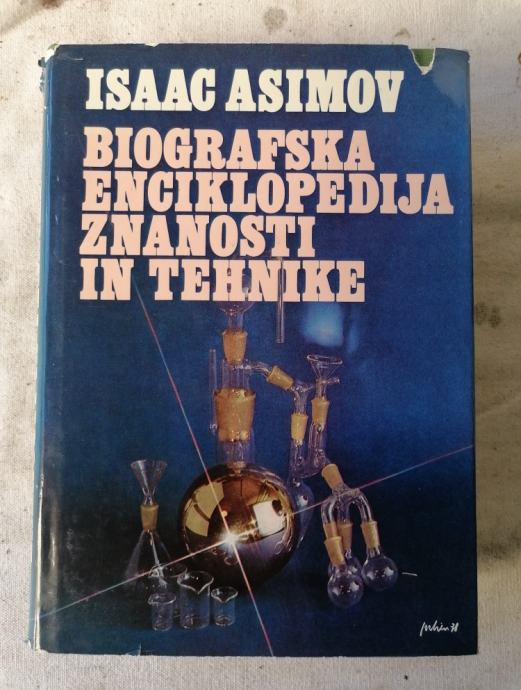 ISAAC ASIMOV
BIOGRAFSKA
ENCIKLOPEDIJA
ZNANOSTI
IN TEHNIKE